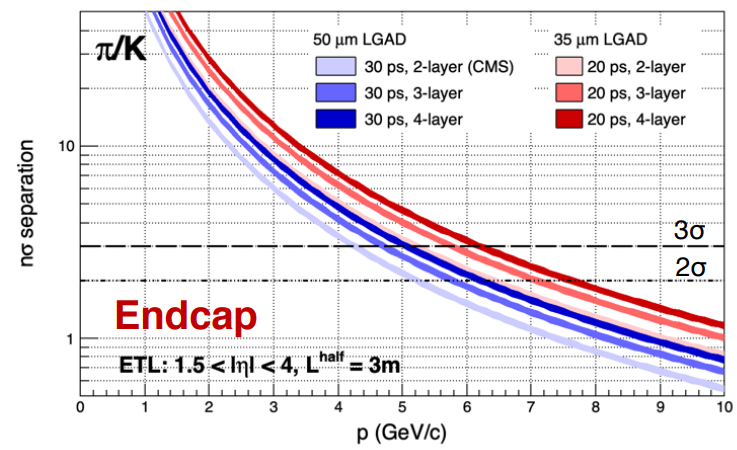 π/K
50 μm LGAD
30 ps, 2-layer (CMS)
30 ps, 3-layer
30 ps, 4-layer
35 μm LGAD
20 ps, 2-layer
20 ps, 3-layer
20 ps, 4-layer
nσ separation
10
1
3σ
2σ
Endcap
ETL: 1.5 < |η| < 4, L^half = 3m
0 1 2 3 4 5 6 7 8 9 10
p (GeV/c)